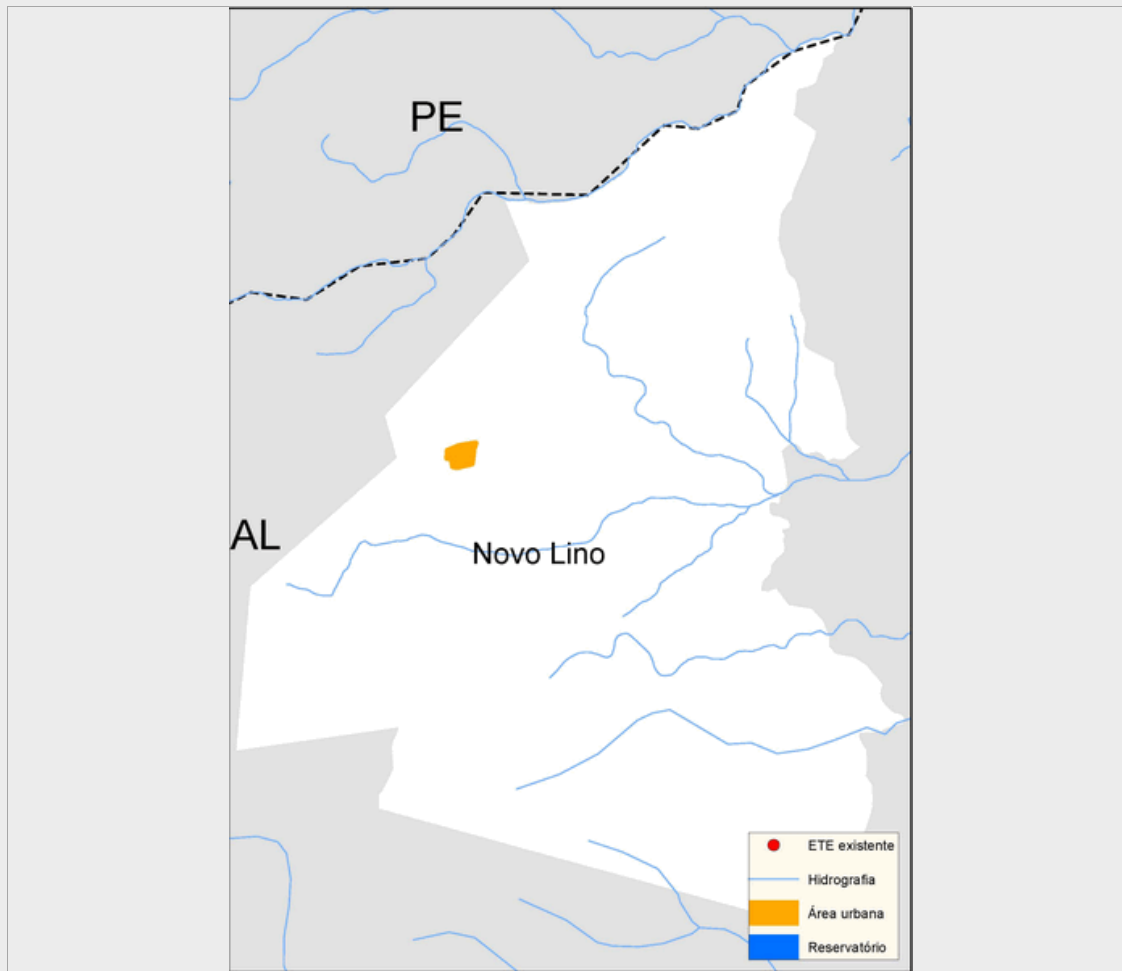 PE
AL
Novo Lino
ETE existente
Hidrografia
Área urbana
Reservatório